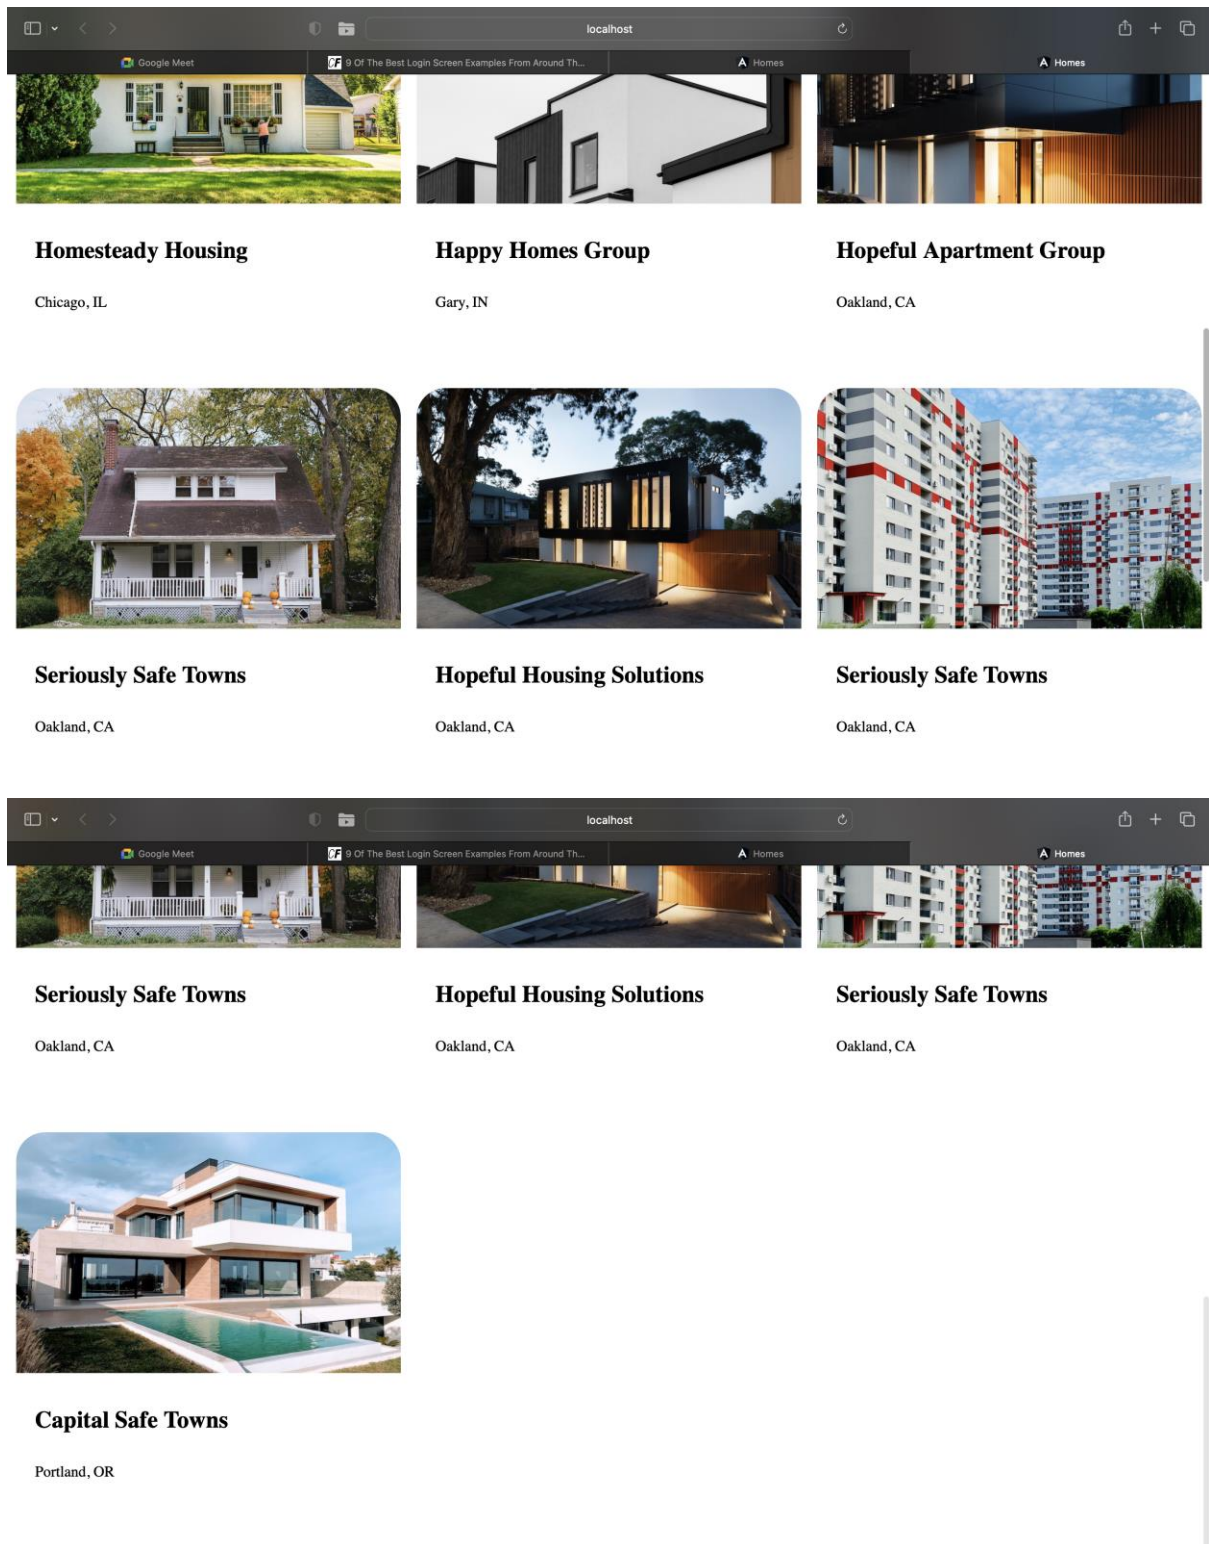 localhost
Google Meet
CF 9 Of The Best Login Screen Examples From Around Th...
Homes
Homes
Homesteady Housing
Happy Homes Group
Hopeful Apartment Group
Chicago, IL
Gary, IN
Oakland, CA
Seriously Safe Towns
Hopeful Housing Solutions
Seriously Safe Towns
Oakland, CA
Oakland, CA
Oakland, CA
localhost
Google Meet
CF 9 Of The Best Login Screen Examples From Around Th...
Homes
Homes
Seriously Safe Towns
Hopeful Housing Solutions
Seriously Safe Towns
Oakland, CA
Oakland, CA
Oakland, CA
Capital Safe Towns
Portland, OR